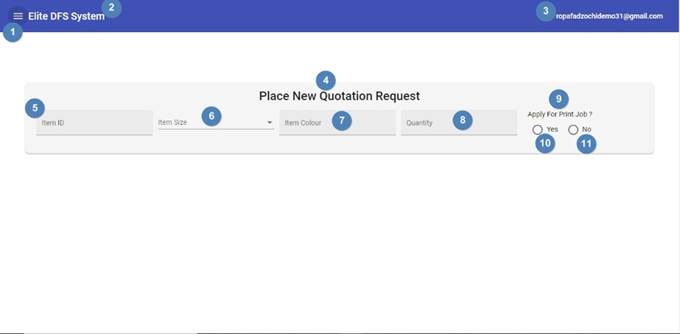 Elite DFS System 2
3 ropafadzochidemo31@gmail.com
1
4
Place New Quotation Request
5 6 7 8 9
Item ID Item Size Item Colour Quantity Apply For Print Job ?
Yes No
10 11